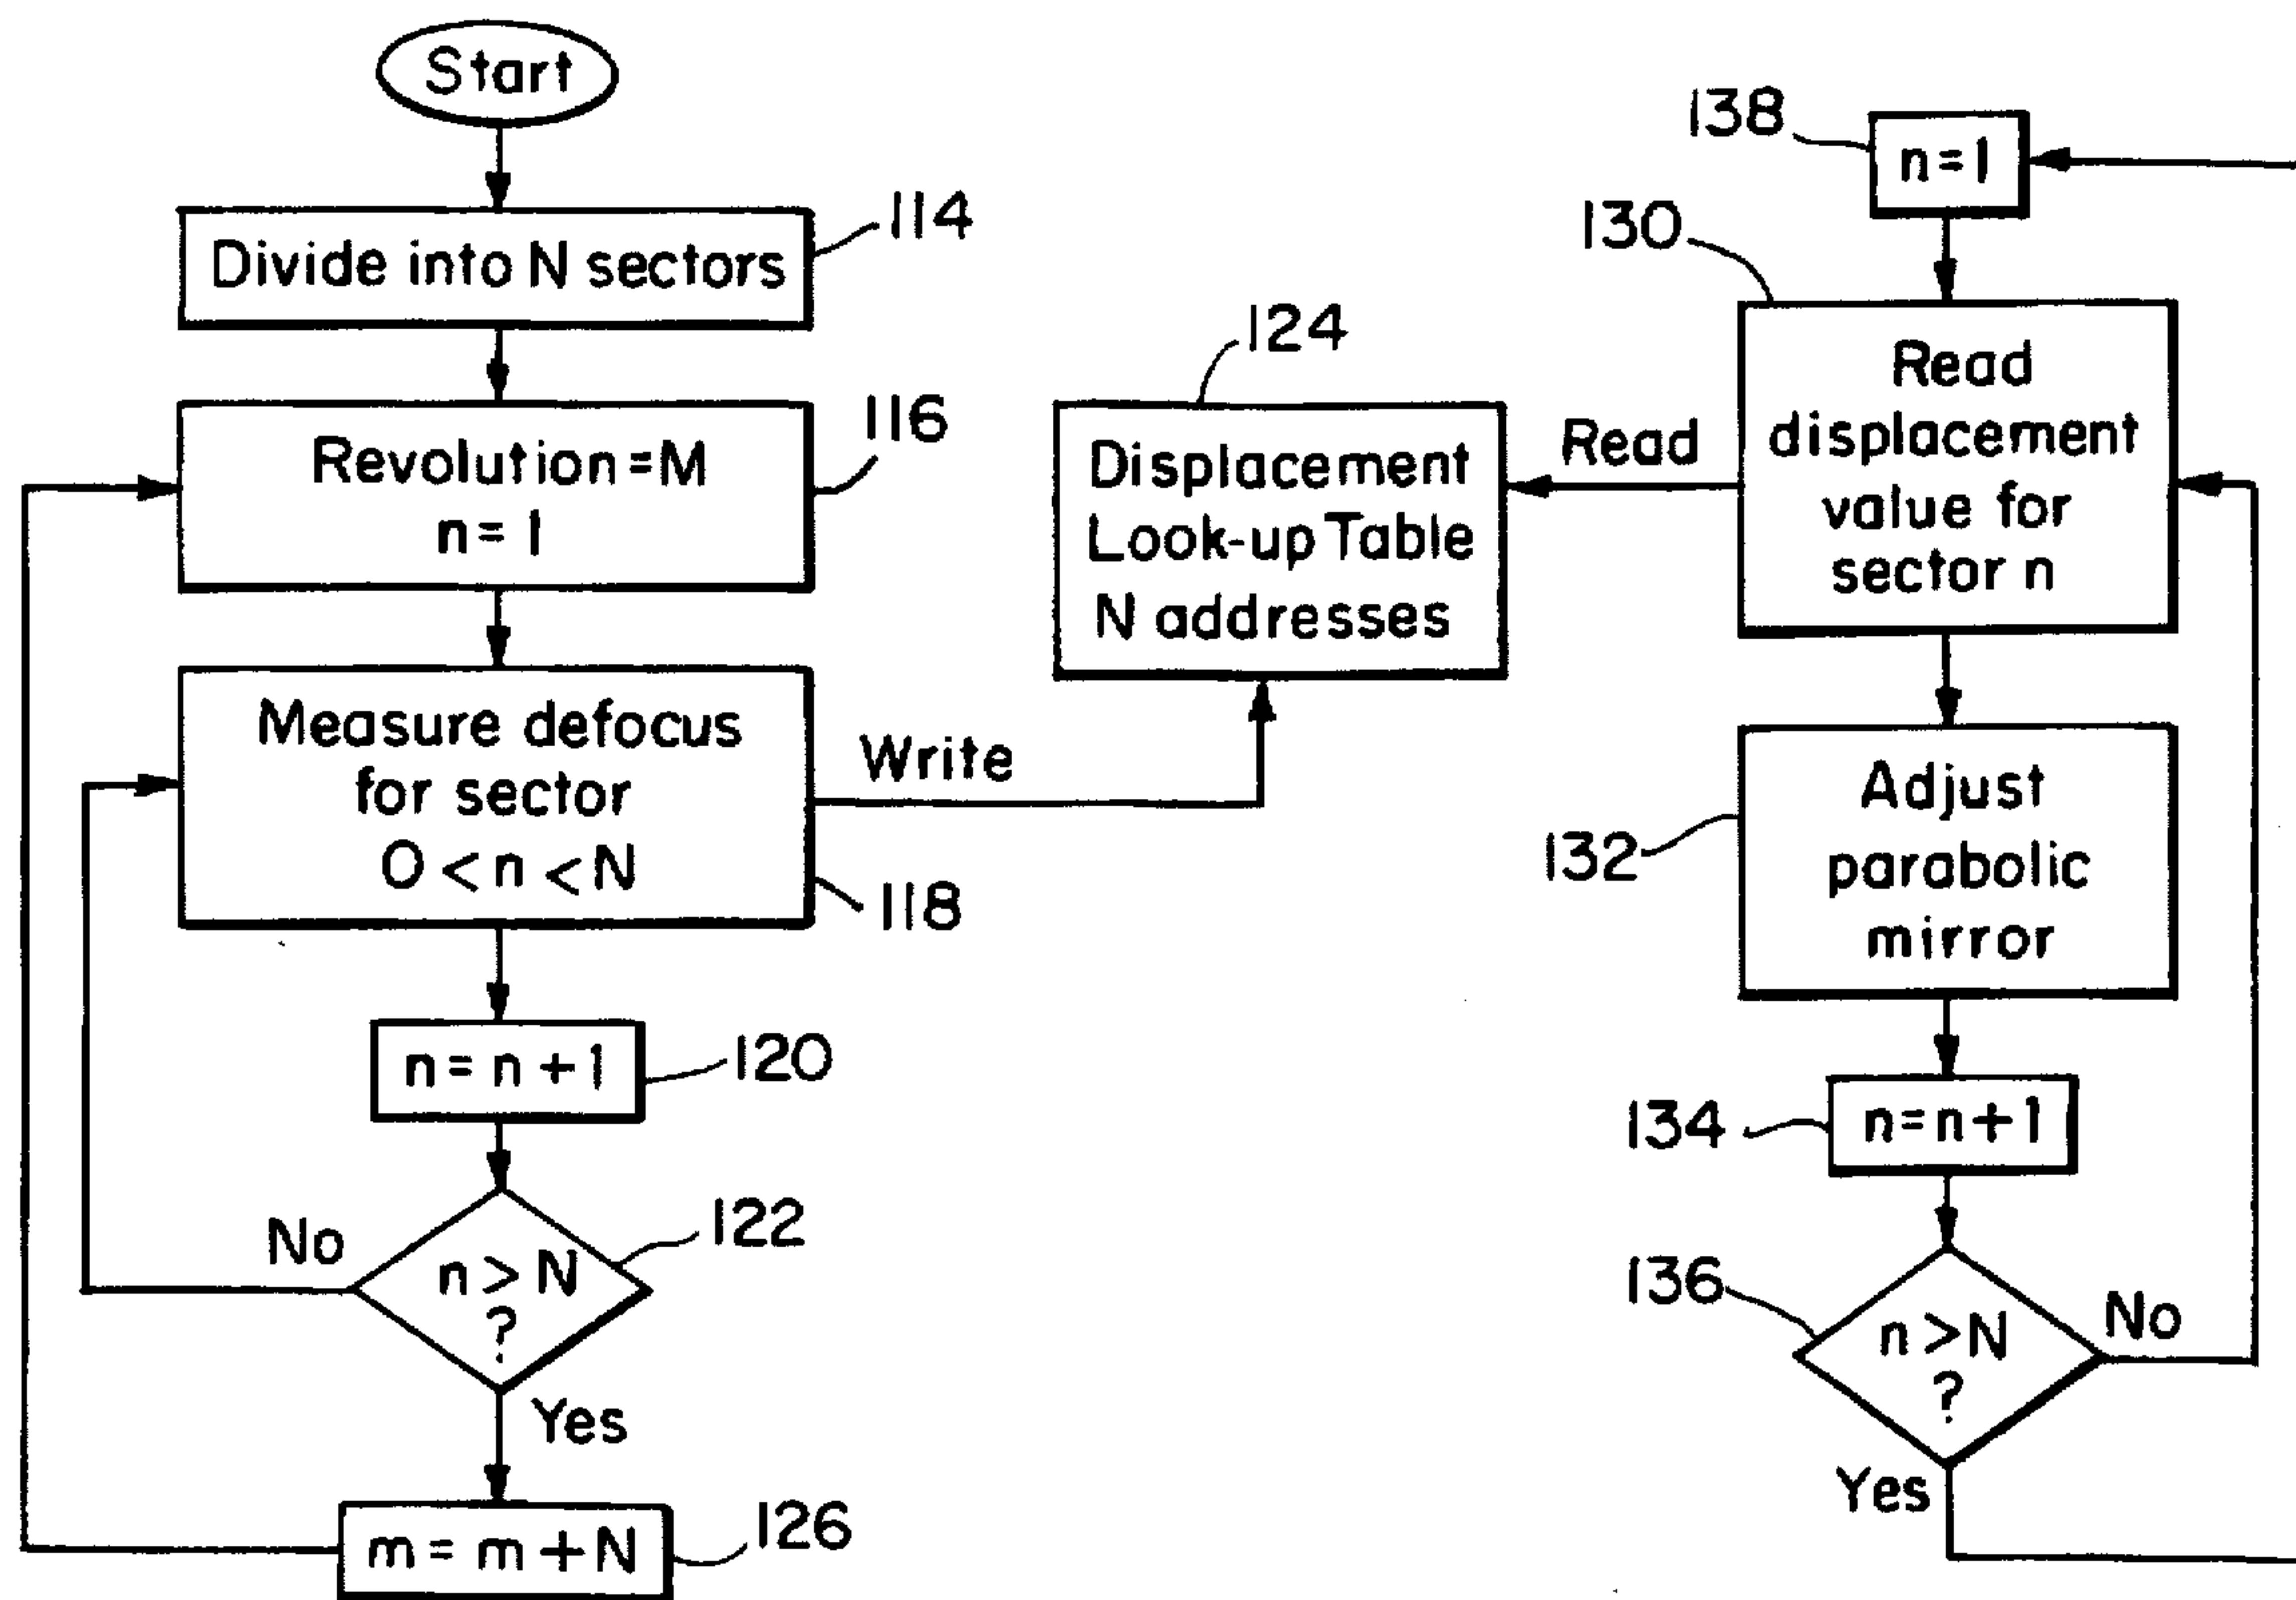 Start
114
Divide into N sectors
116
Revolution=M
n=1
Measure defocus
for sector
0<n<N
118
Write
n=n+1
120
122
n>N
?
No
Yes
m=m+N
126
124
Displacement
Look-up Table
N addresses
Read
138
n=1
130
Read
displacement
value for
sector n
132
Adjust
parabolic
mirror
134
n=n+1
136
n>N
?
No
Yes